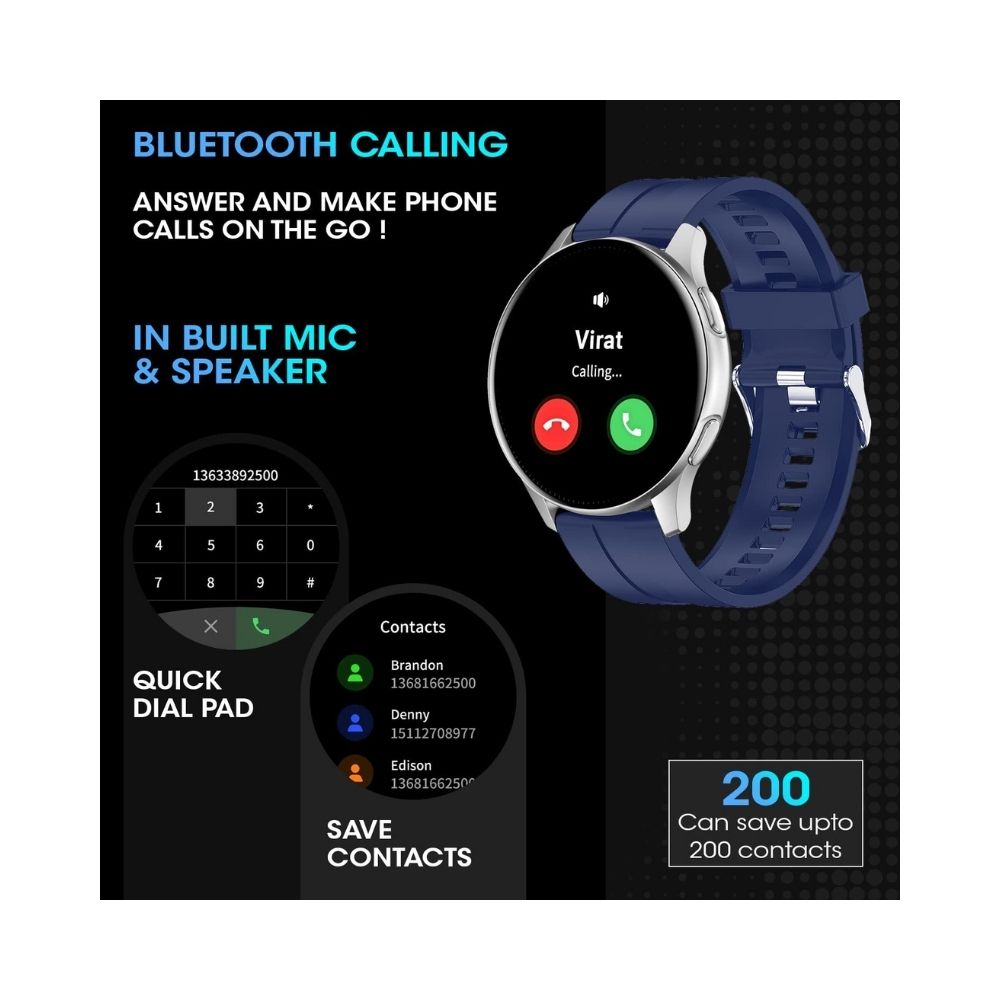 BLUETOOTH CALLING
ANSWER AND MAKE PHONE
CALLS ON THE GO !
IN BUILT MIC
& SPEAKER
Virat
Calling...
13633892500
1 2 3 *
4 5 6 0
7 8 9 #
QUICK
DIAL PAD
Contacts
Brandon
13681662500
Denny
15112708977
Edison
1368166250
SAVE
CONTACTS
200
Can save upto
200 contacts